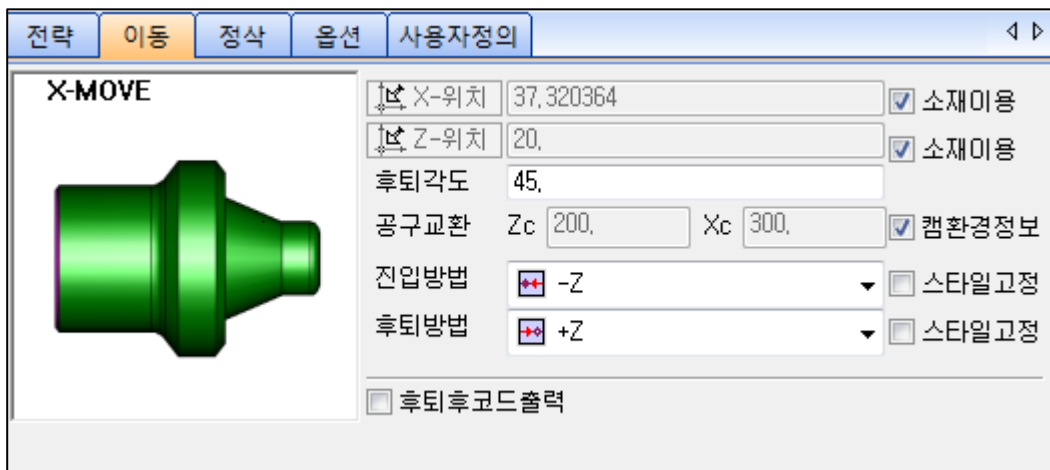 전략 이동 정삭 옵션 사용자정의
X-MOVE
X-위치 37,320364 소재이용
Z-위치 20, 소재이용
후퇴각도 45,
공구교환 Zc 200, Xc 300, 캠환경정보
진입방법 -Z 스타일고정
후퇴방법 +Z 스타일고정
후퇴후코드출력